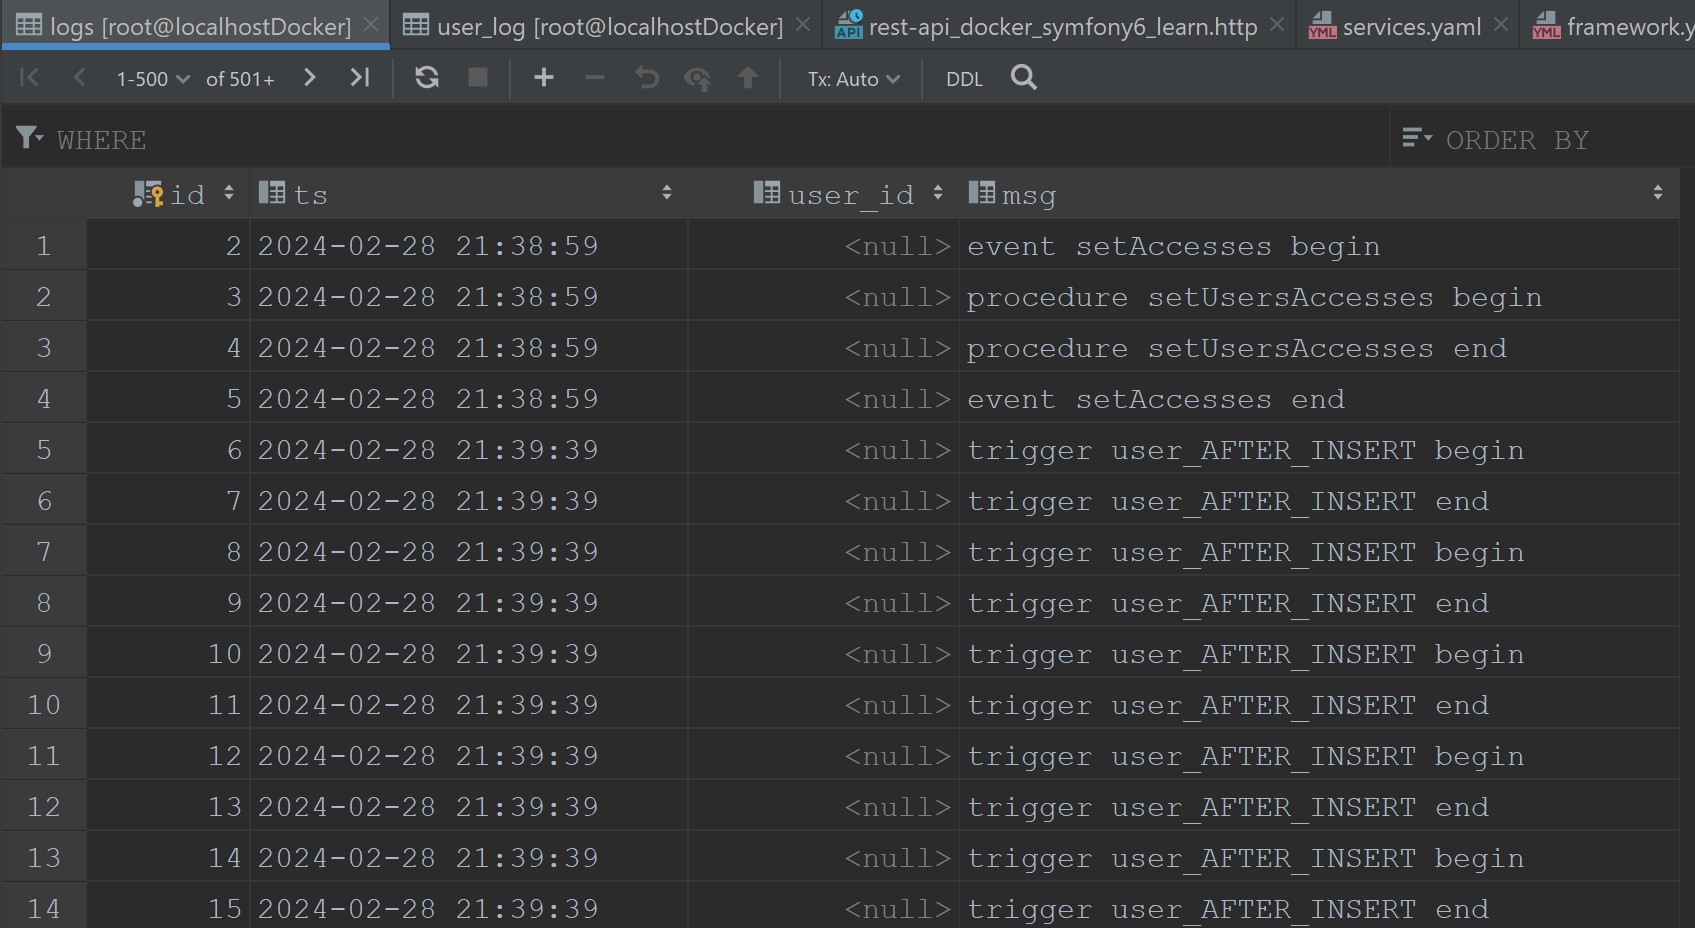 logs [root@localhostDocker] user_log [root@localhostDocker] API rest-api_docker_symfony6_learn.http YML services.yaml YML framework.y
1-500 of 501+ Tx: Auto DDL
WHERE ORDER BY
id ts user_id msg
1 2 2024-02-28 21:38:59 <null> event setAccesses begin
2 3 2024-02-28 21:38:59 <null> procedure setUsersAccesses begin
3 4 2024-02-28 21:38:59 <null> procedure setUsersAccesses end
4 5 2024-02-28 21:38:59 <null> event setAccesses end
5 6 2024-02-28 21:39:39 <null> trigger user_AFTER_INSERT begin
6 7 2024-02-28 21:39:39 <null> trigger user_AFTER_INSERT end
7 8 2024-02-28 21:39:39 <null> trigger user_AFTER_INSERT begin
8 9 2024-02-28 21:39:39 <null> trigger user_AFTER_INSERT end
9 10 2024-02-28 21:39:39 <null> trigger user_AFTER_INSERT begin
10 11 2024-02-28 21:39:39 <null> trigger user_AFTER_INSERT end
11 12 2024-02-28 21:39:39 <null> trigger user_AFTER_INSERT begin
12 13 2024-02-28 21:39:39 <null> trigger user_AFTER_INSERT end
13 14 2024-02-28 21:39:39 <null> trigger user_AFTER_INSERT begin
14 15 2024-02-28 21:39:39 <null> trigger user_AFTER_INSERT end